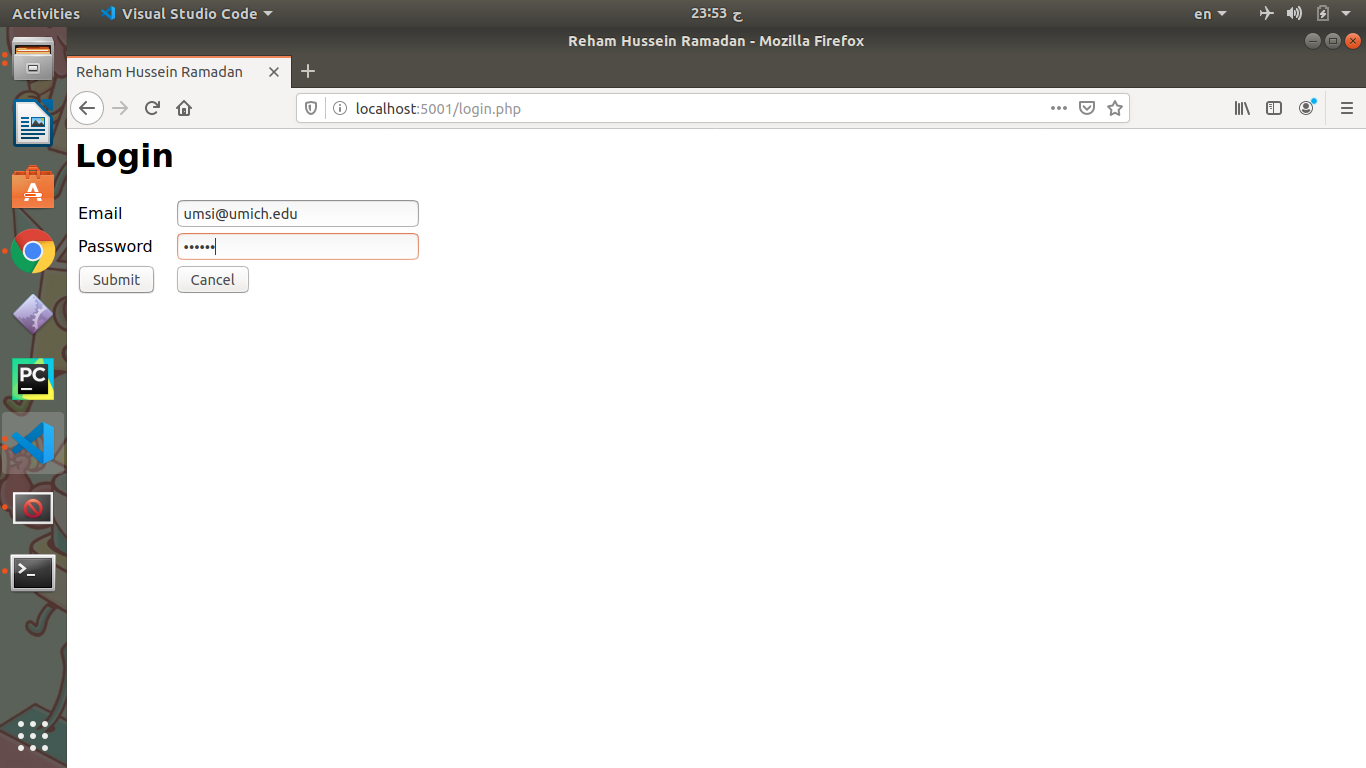 Activities Visual Studio Code 23:53 ج en
Reham Hussein Ramadan - Mozilla Firefox
Reham Hussein Ramadan
localhost:5001/login.php
Login
Email umsi@umich.edu
Password ••••••
Submit Cancel
A
PC